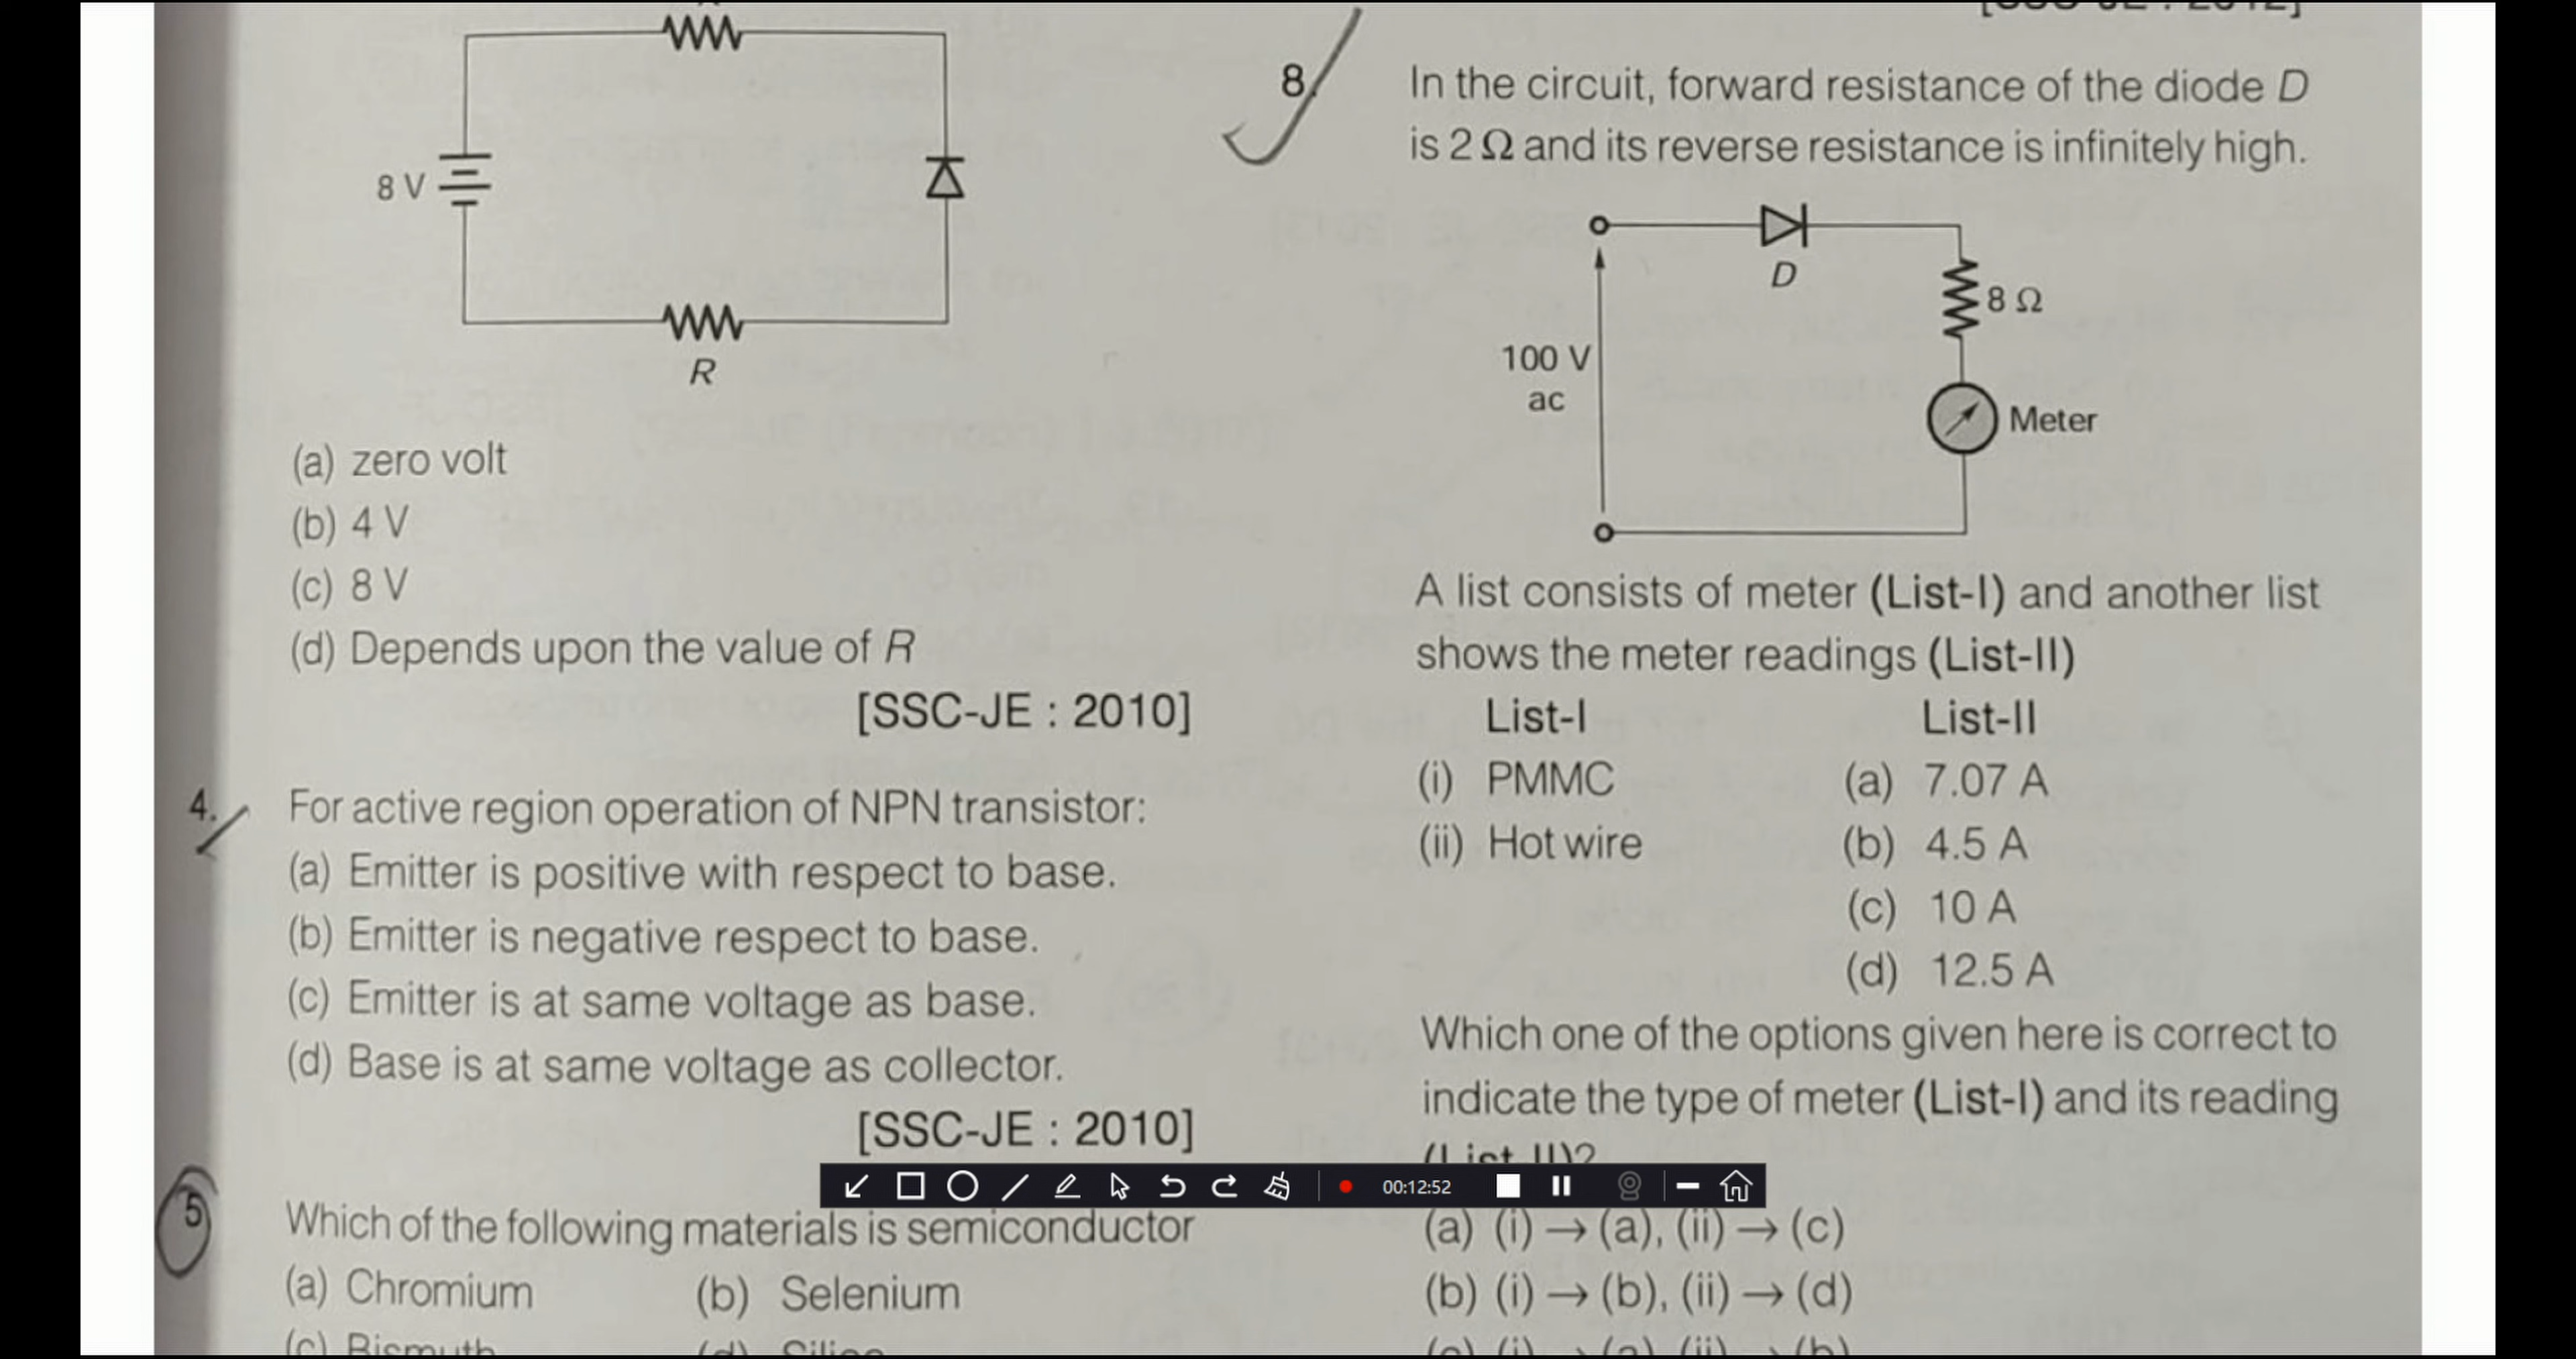 8 V
R
(a) zero volt
(b) 4 V
(c) 8 V
(d) Depends upon the value of R
[SSC-JE : 2010]
4. For active region operation of NPN transistor:
(a) Emitter is positive with respect to base.
(b) Emitter is negative respect to base.
(c) Emitter is at same voltage as base.
(d) Base is at same voltage as collector.
[SSC-JE : 2010]
5 Which of the following materials is semiconductor
(a) Chromium (b) Selenium
(c) Bismuth (d)
[SSC-JE : 2012]
8. In the circuit, forward resistance of the diode D
is 2 Ω and its reverse resistance is infinitely high.
D
8 Ω
100 V
ac
Meter
A list consists of meter (List-I) and another list
shows the meter readings (List-II)
List-I List-II
(i) PMMC (a) 7.07 A
(ii) Hot wire (b) 4.5 A
(c) 10 A
(d) 12.5 A
Which one of the options given here is correct to
indicate the type of meter (List-I) and its reading
(List-II)?
00:12:52
(a) (i) → (a), (ii) → (c)
(b) (i) → (b), (ii) → (d)